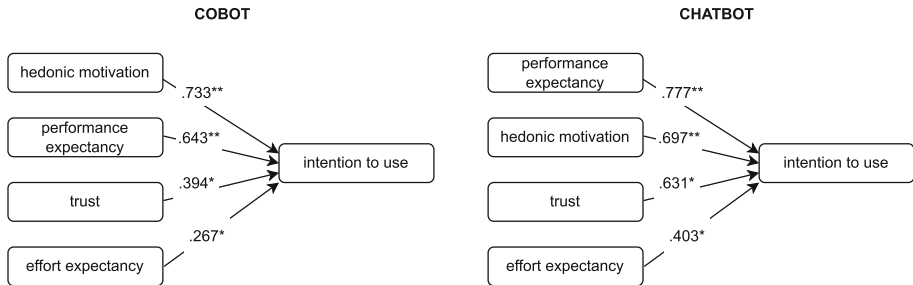 COBOT
hedonic motivation
.733**
performance
expectancy
.643**
trust
.394*
effort expectancy
.267*
intention to use
CHATBOT
performance
expectancy
.777**
hedonic motivation
.697**
trust
.631*
effort expectancy
.403*
intention to use